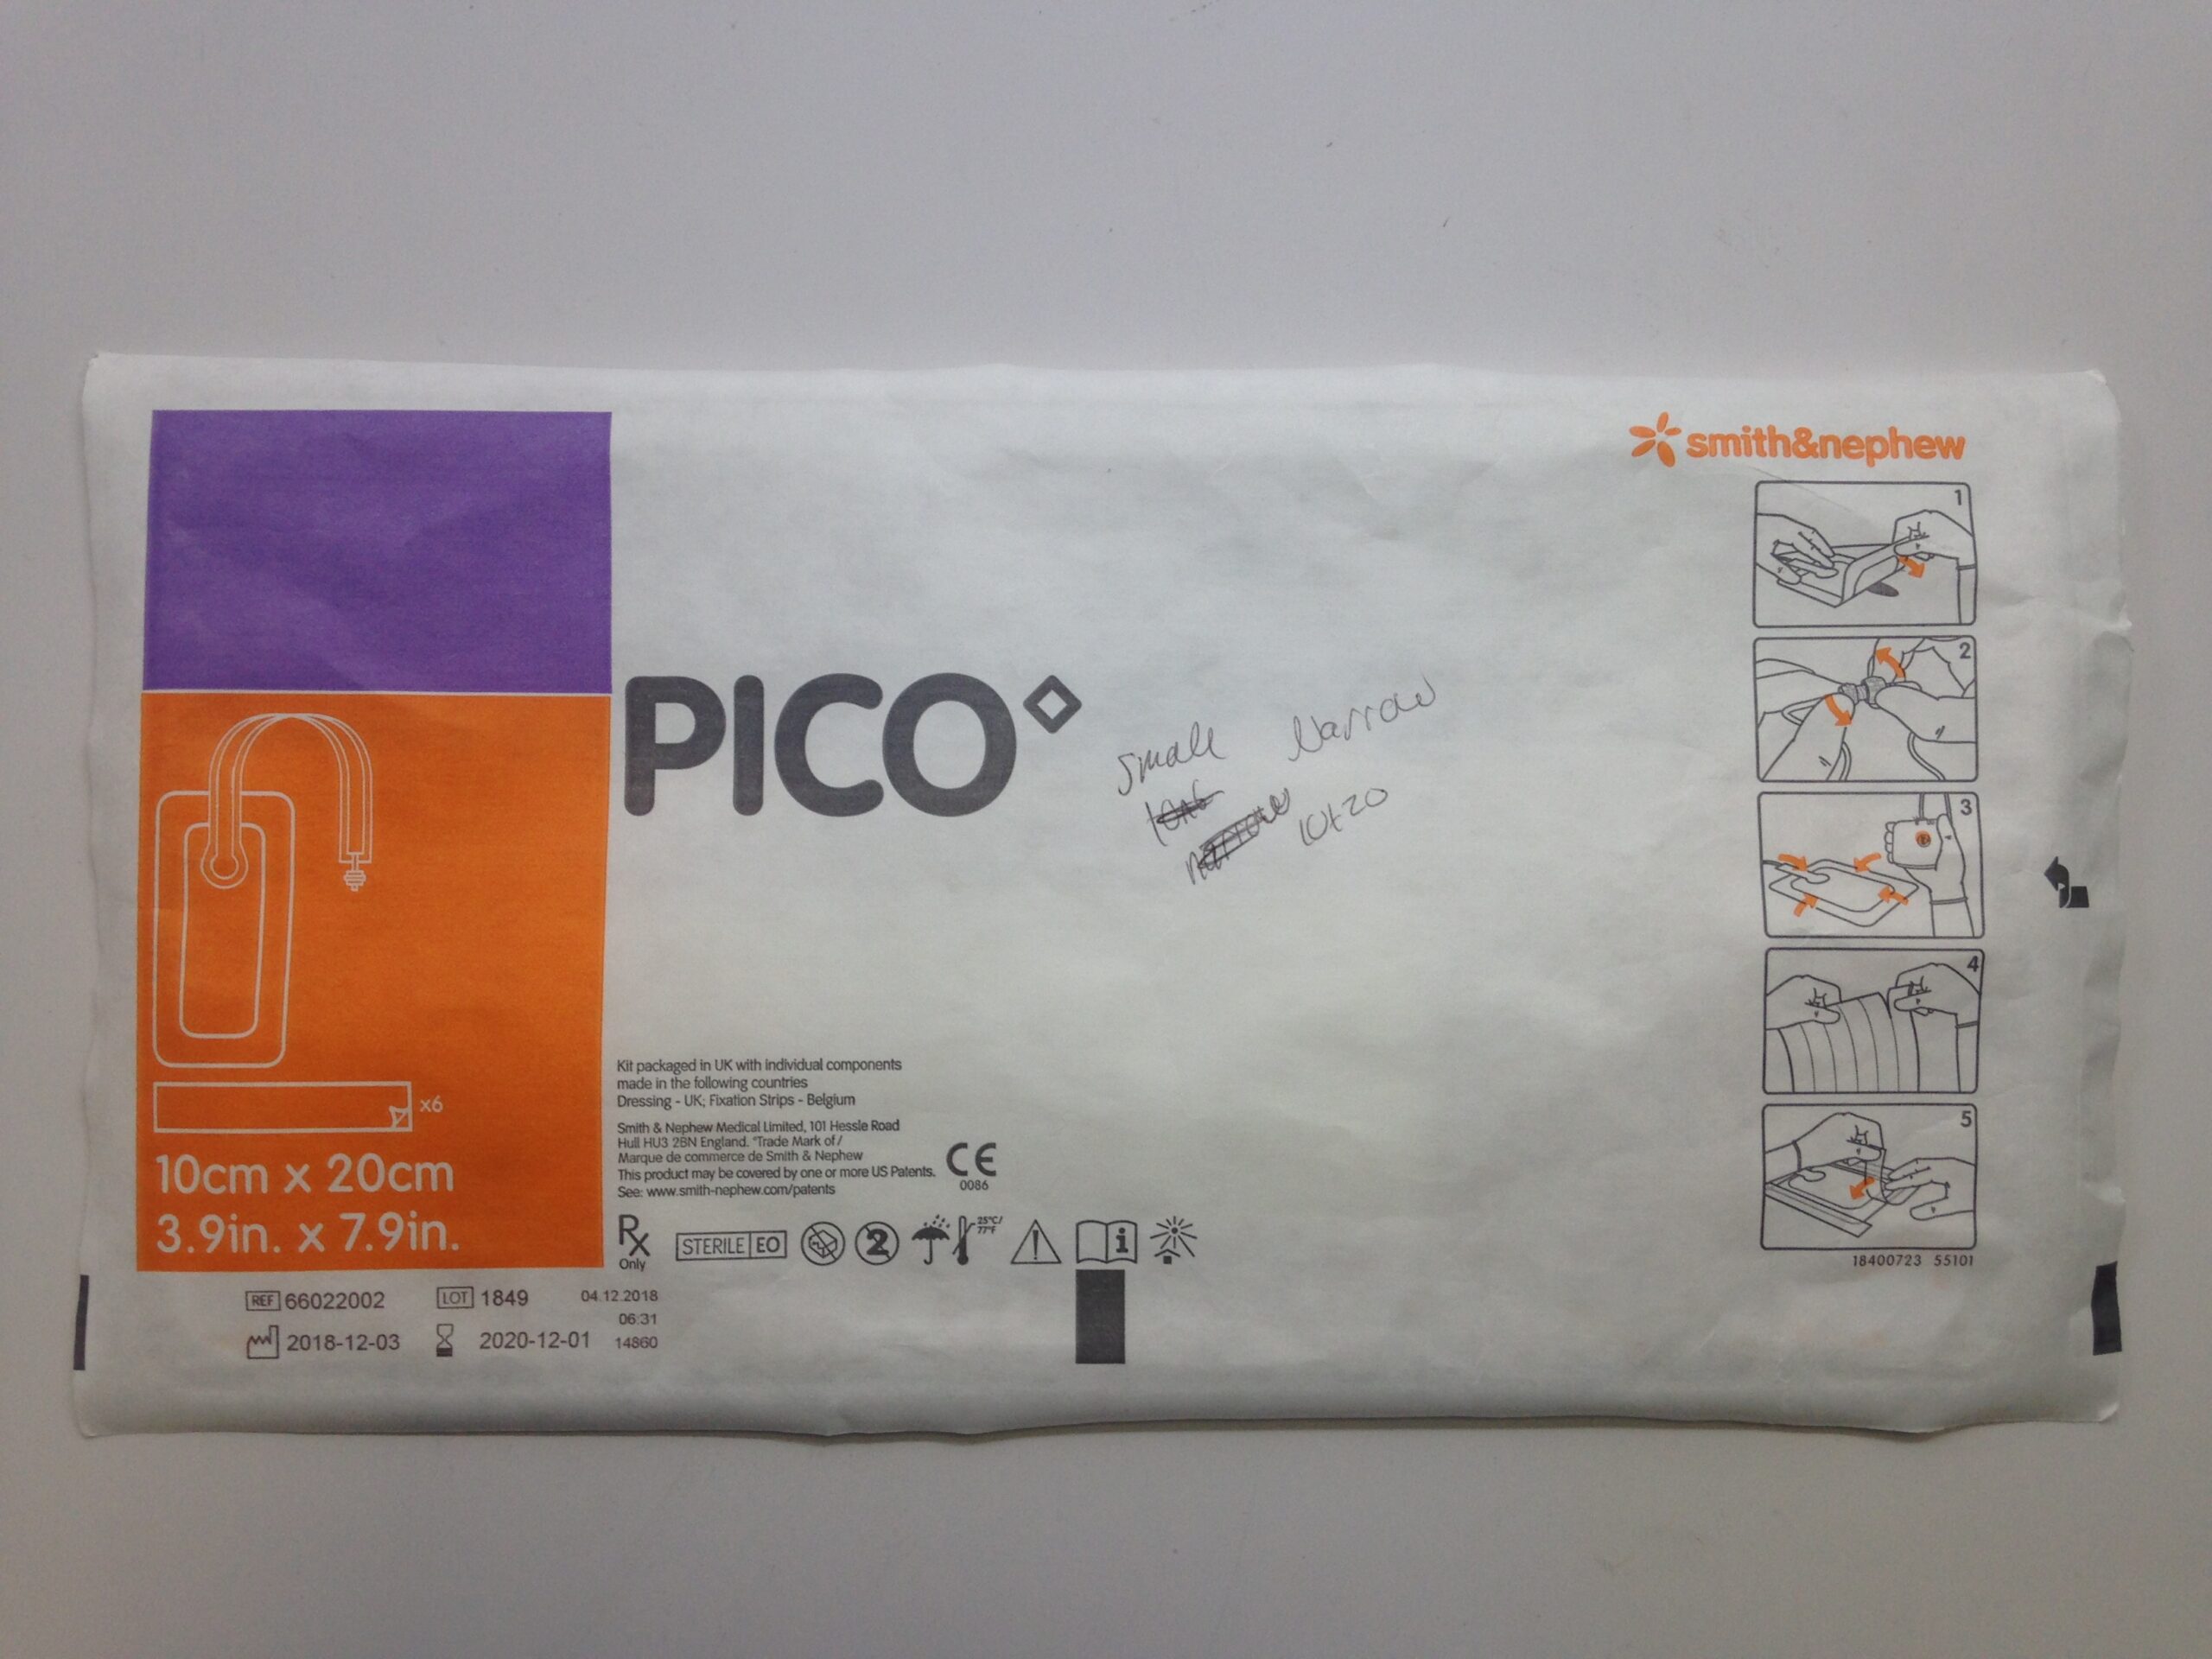 smith&nephew
PICO
Small Narrow
10x20
1
2
3
4
5
x6
10cm x 20cm
3.9in. x 7.9in.
Kit packaged in UK with individual components
made in the following countries
Dressing - UK; Fixation Strips - Belgium
Smith & Nephew Medical Limited, 101 Hessle Road
Hull HU3 2BN England. °Trade Mark of/
Marque de commerce de Smith & Nephew
This product may be covered by one or more US Patents.
See: www.smith-nephew.com/patents
CE
0086
Rx
Only
STERILE EO
2
25°C/
77°F
i
18400723 55101
REF 66022002 LOT 1849 04.12.2018
06:31
2018-12-03 2020-12-01 14860